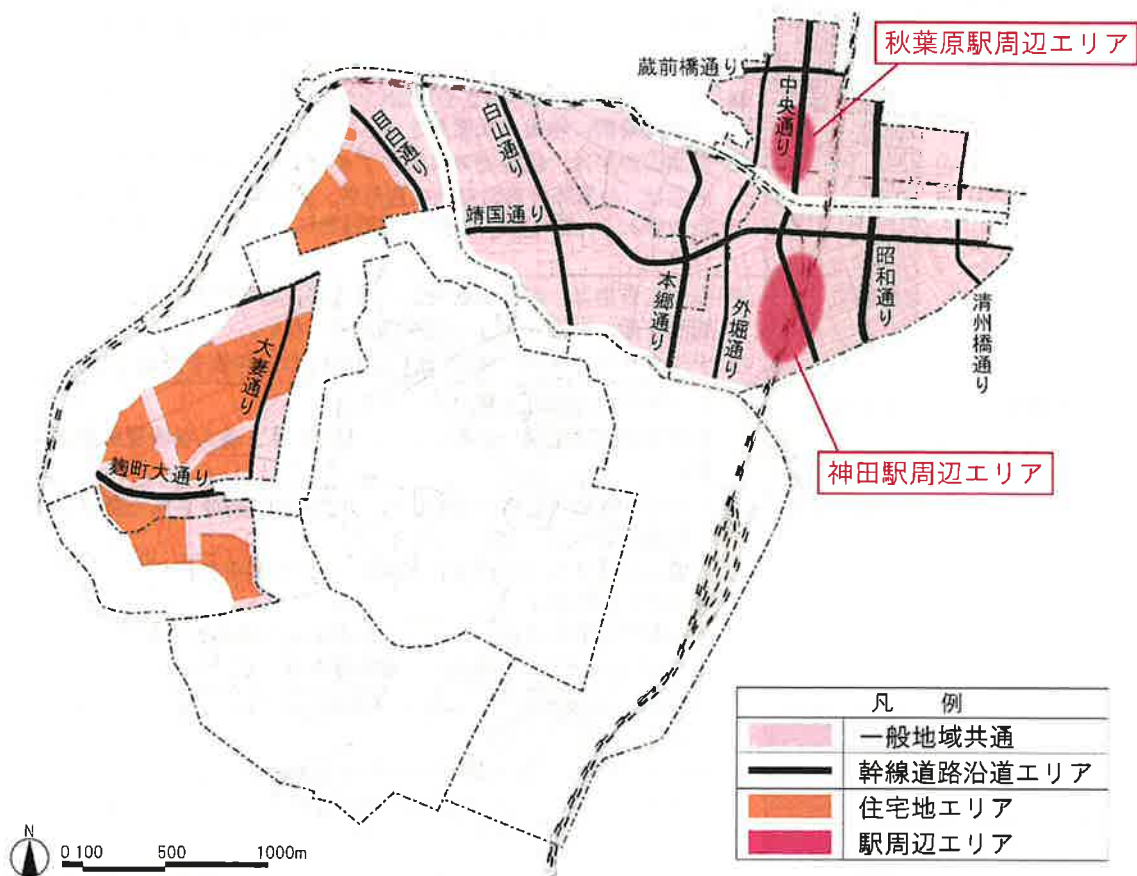 秋葉原駅周辺エリア
蔵前橋通り
中央通り
目白通り
白山通り
靖国通り
本郷通り
外堀通り
昭和通り
清州橋通り
大妻通り
麹町大通り
神田駅周辺エリア
凡 例
一般地域共通
幹線道路沿道エリア
住宅地エリア
駅周辺エリア
N
0 100 500 1000m